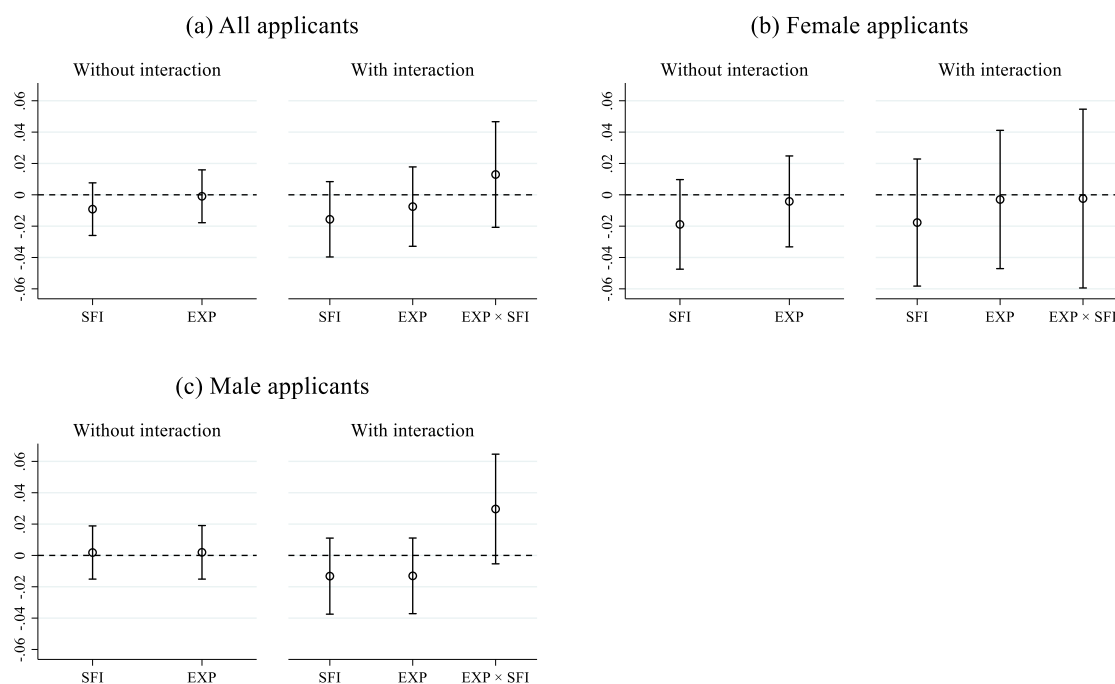 (a) All applicants
Without interaction
With interaction
.06
.04
.02
0
-.02
-.04
-.06
SFI
EXP
SFI
EXP
EXP × SFI
(b) Female applicants
Without interaction
With interaction
.06
.04
.02
0
-.02
-.04
-.06
SFI
EXP
SFI
EXP
EXP × SFI
(c) Male applicants
Without interaction
With interaction
.06
.04
.02
0
-.02
-.04
-.06
SFI
EXP
SFI
EXP
EXP × SFI